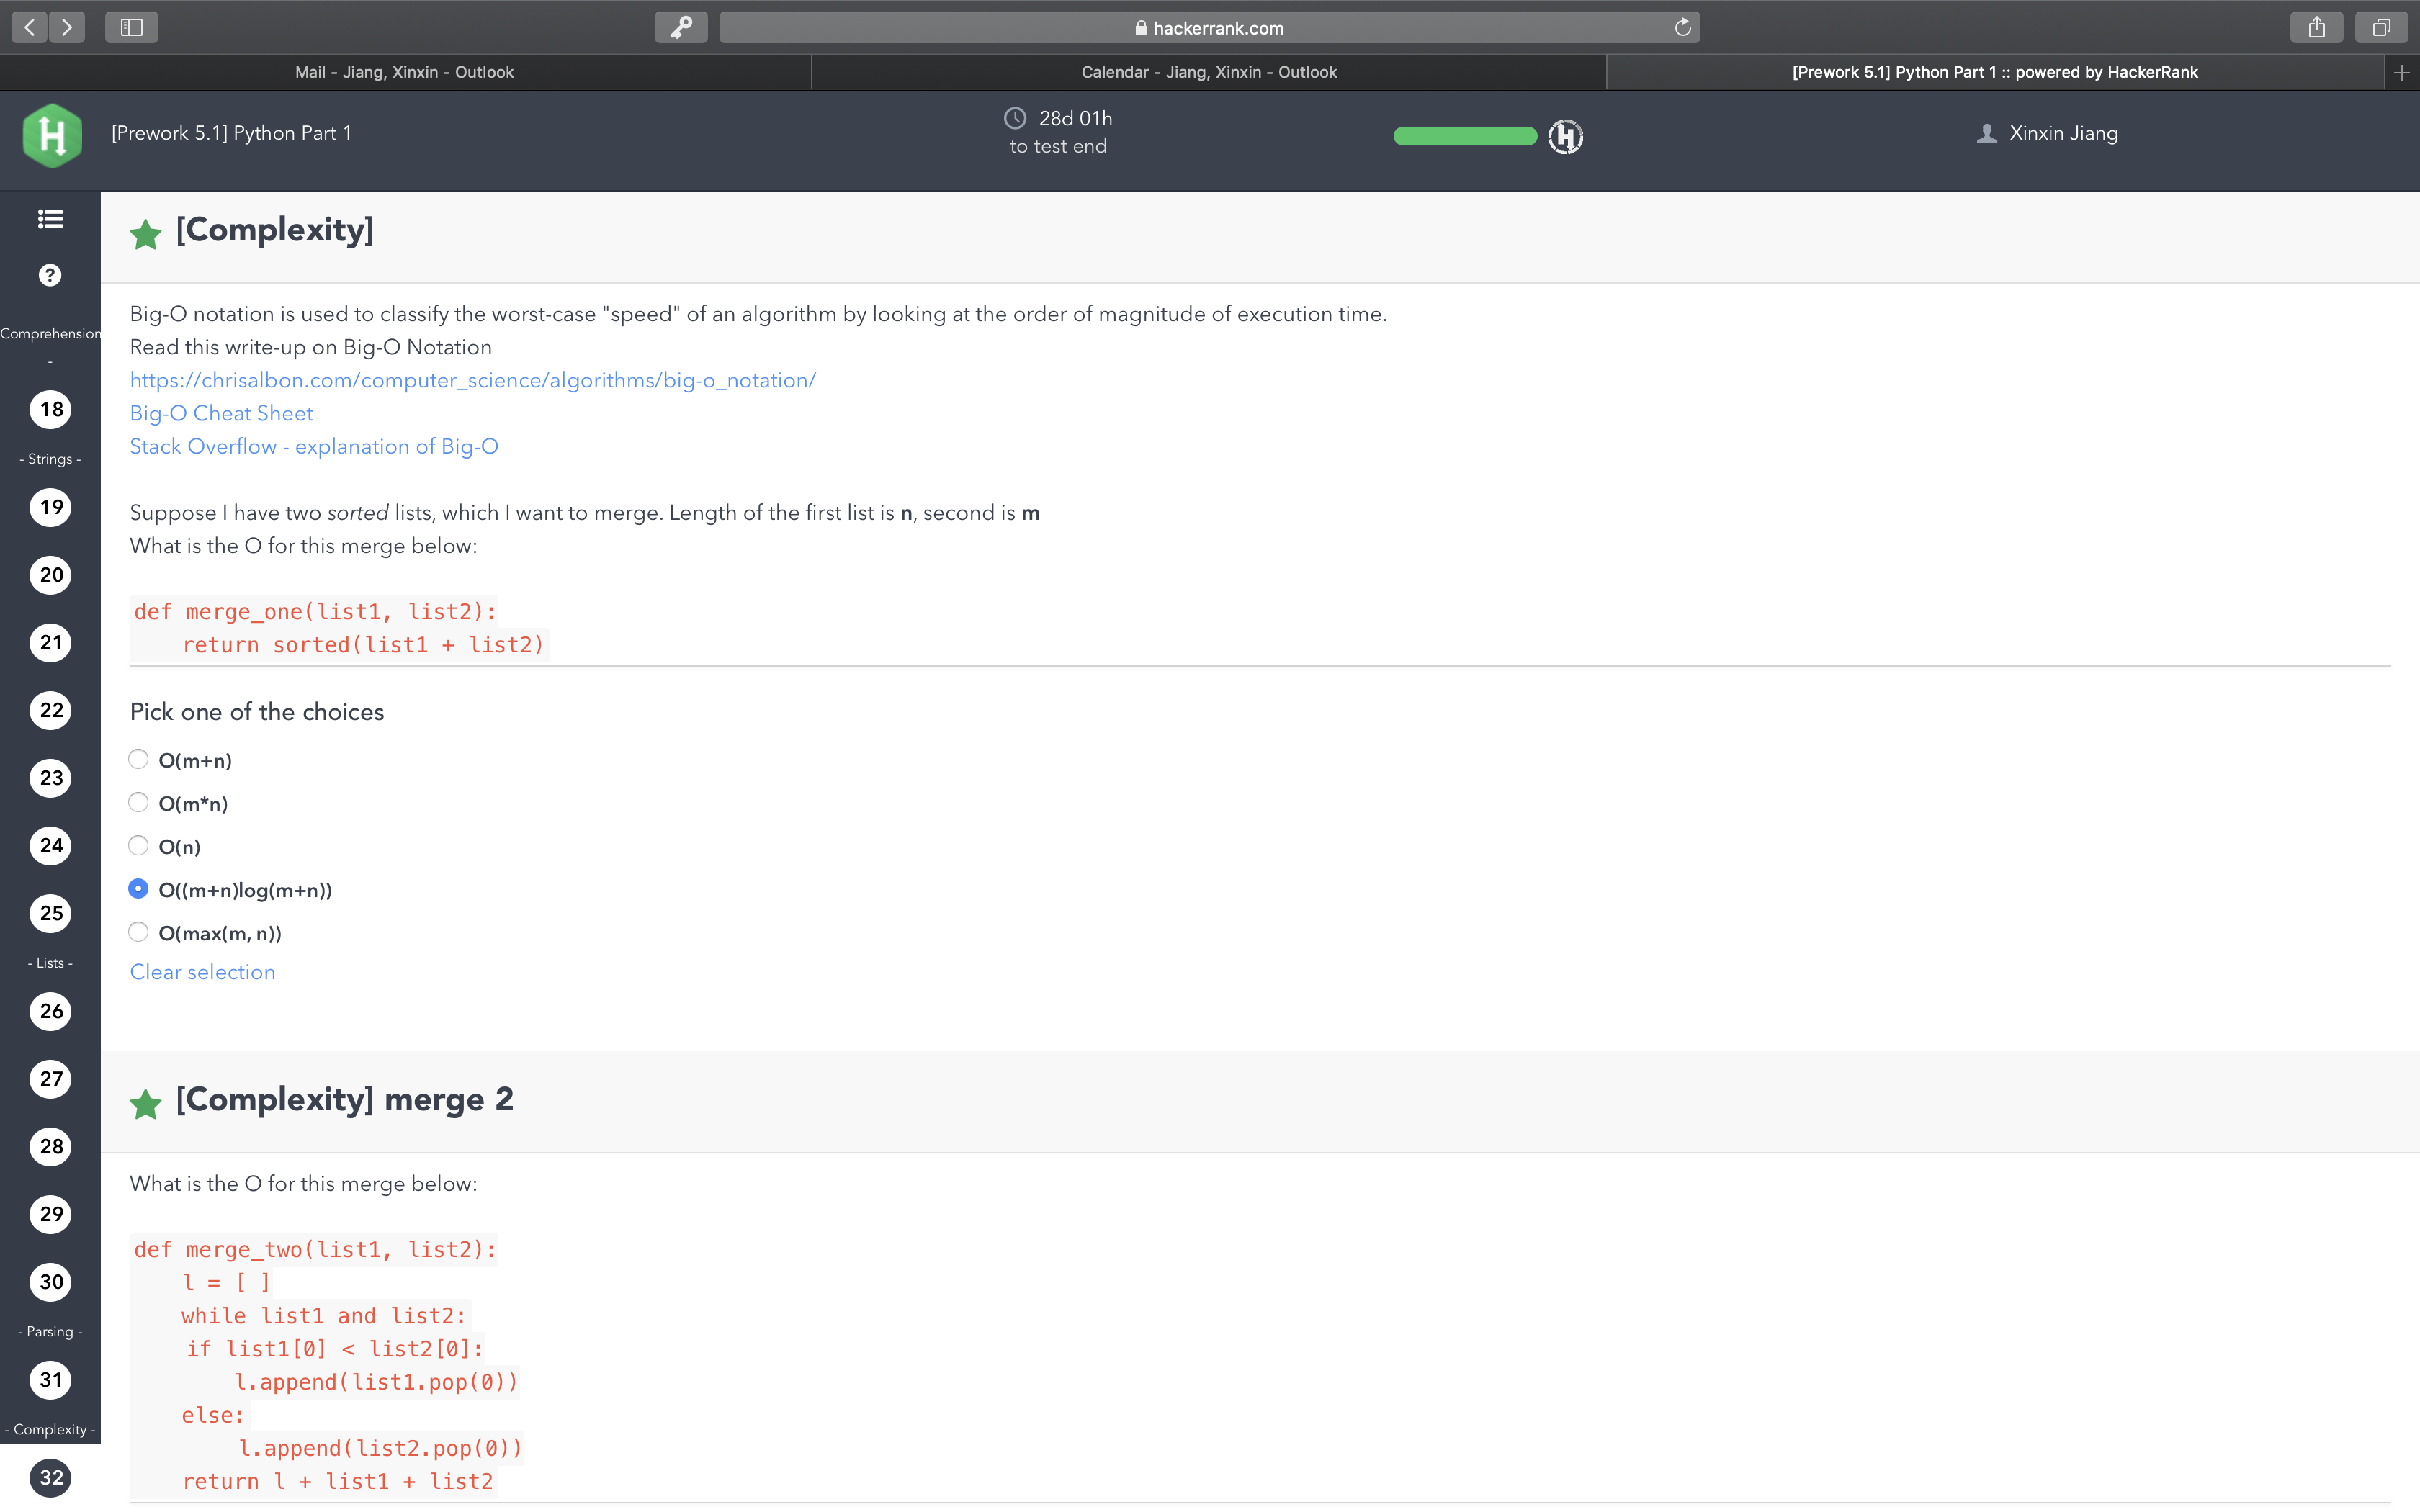 hackerrank.com
Mail - Jiang, Xinxin - Outlook
Calendar - Jiang, Xinxin - Outlook
[Prework 5.1] Python Part 1 :: powered by HackerRank
[Prework 5.1] Python Part 1
28d 01h
to test end
Xinxin Jiang
Comprehension
-
18
- Strings -
19
20
21
22
23
24
25
- Lists -
26
27
28
29
30
- Parsing -
31
- Complexity -
32
[Complexity]
Big-O notation is used to classify the worst-case "speed" of an algorithm by looking at the order of magnitude of execution time.
Read this write-up on Big-O Notation
https://chrisalbon.com/computer_science/algorithms/big-o_notation/
Big-O Cheat Sheet
Stack Overflow - explanation of Big-O
Suppose I have two sorted lists, which I want to merge. Length of the first list is n, second is m
What is the O for this merge below:
def merge_one(list1, list2):
    return sorted(list1 + list2)
Pick one of the choices
O(m+n)
O(m*n)
O(n)
O((m+n)log(m+n))
O(max(m, n))
Clear selection
[Complexity] merge 2
What is the O for this merge below:
def merge_two(list1, list2):
    l = [ ]
    while list1 and list2:
    if list1[0] < list2[0]:
        l.append(list1.pop(0))
    else:
        l.append(list2.pop(0))
    return l + list1 + list2